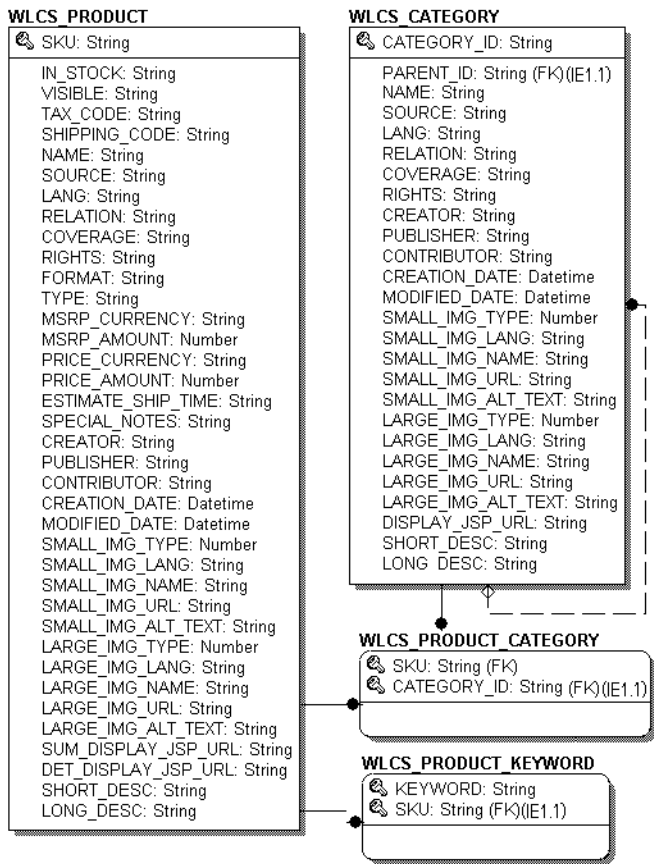 WLCS_PRODUCT
SKU: String
IN_STOCK: String
VISIBLE: String
TAX_CODE: String
SHIPPING_CODE: String
NAME: String
SOURCE: String
LANG: String
RELATION: String
COVERAGE: String
RIGHTS: String
FORMAT: String
TYPE: String
MSRP_CURRENCY: String
MSRP_AMOUNT: Number
PRICE_CURRENCY: String
PRICE_AMOUNT: Number
ESTIMATE_SHIP_TIME: String
SPECIAL_NOTES: String
CREATOR: String
PUBLISHER: String
CONTRIBUTOR: String
CREATION_DATE: Datetime
MODIFIED_DATE: Datetime
SMALL_IMG_TYPE: Number
SMALL_IMG_LANG: String
SMALL_IMG_NAME: String
SMALL_IMG_URL: String
SMALL_IMG_ALT_TEXT: String
LARGE_IMG_TYPE: Number
LARGE_IMG_LANG: String
LARGE_IMG_NAME: String
LARGE_IMG_URL: String
LARGE_IMG_ALT_TEXT: String
SUM_DISPLAY_JSP_URL: String
DET_DISPLAY_JSP_URL: String
SHORT_DESC: String
LONG_DESC: String
WLCS_CATEGORY
CATEGORY_ID: String
PARENT_ID: String (FK)(IE1.1)
NAME: String
SOURCE: String
LANG: String
RELATION: String
COVERAGE: String
RIGHTS: String
CREATOR: String
PUBLISHER: String
CONTRIBUTOR: String
CREATION_DATE: Datetime
MODIFIED_DATE: Datetime
SMALL_IMG_TYPE: Number
SMALL_IMG_LANG: String
SMALL_IMG_NAME: String
SMALL_IMG_URL: String
SMALL_IMG_ALT_TEXT: String
LARGE_IMG_TYPE: Number
LARGE_IMG_LANG: String
LARGE_IMG_NAME: String
LARGE_IMG_URL: String
LARGE_IMG_ALT_TEXT: String
DISPLAY_JSP_URL: String
SHORT_DESC: String
LONG_DESC: String
WLCS_PRODUCT_CATEGORY
SKU: String (FK)
CATEGORY_ID: String (FK)(IE1.1)
WLCS_PRODUCT_KEYWORD
KEYWORD: String
SKU: String (FK)(IE1.1)